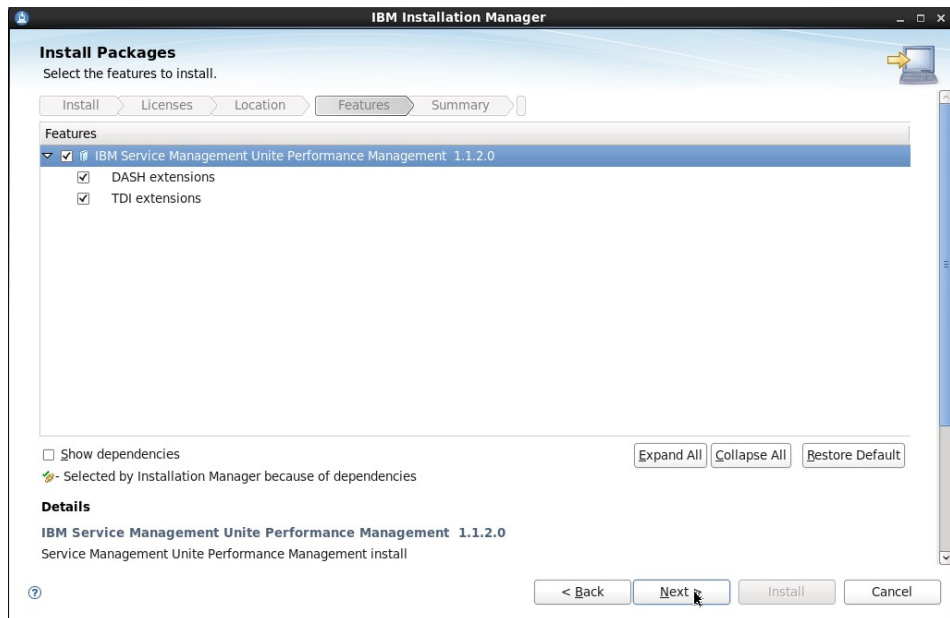 IBM Installation Manager
Install Packages
Select the features to install.
Install Licenses Location Features Summary
Features
IBM Service Management Unite Performance Management 1.1.2.0
DASH extensions
TDI extensions
Show dependencies
Expand All Collapse All Restore Default
- Selected by Installation Manager because of dependencies
Details
IBM Service Management Unite Performance Management 1.1.2.0
Service Management Unite Performance Management install
? < Back Next > Install Cancel